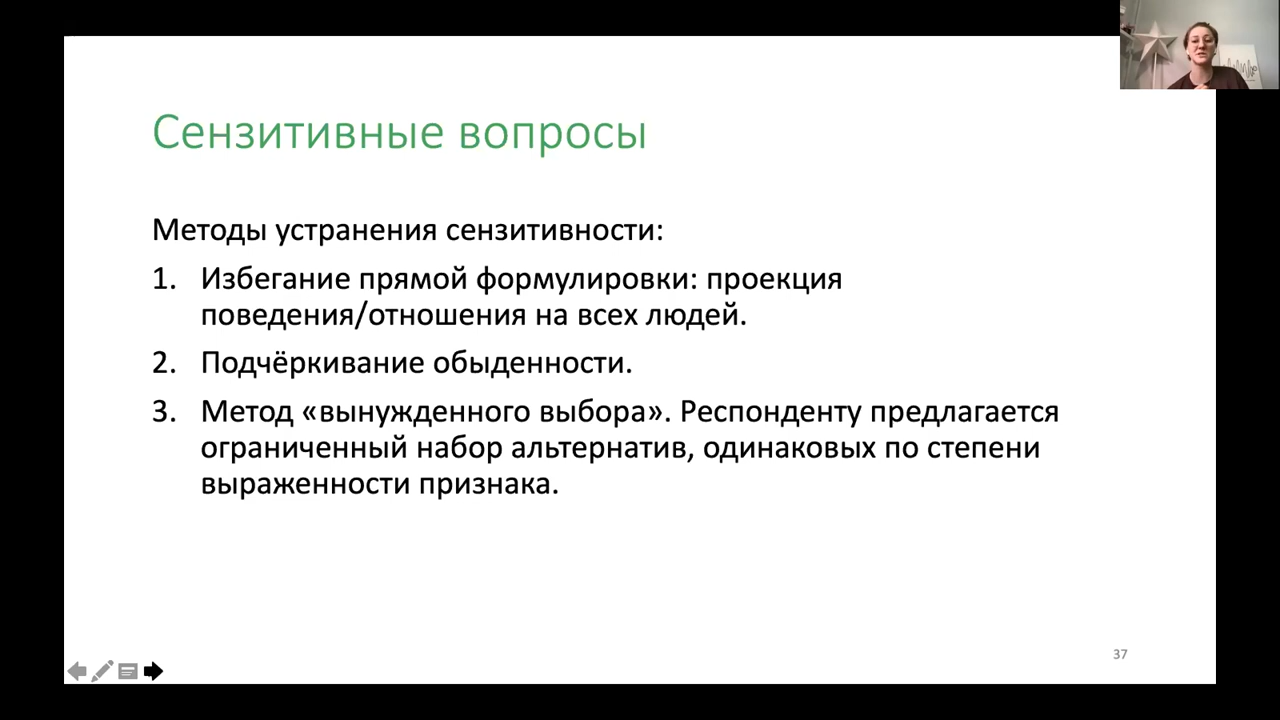 Сензитивные вопросы
Методы устранения сензитивности:
1. Избегание прямой формулировки: проекция
поведения/отношения на всех людей.
2. Подчёркивание обыденности.
3. Метод «вынужденного выбора». Респонденту предлагается
ограниченный набор альтернатив, одинаковых по степени
выраженности признака.
37